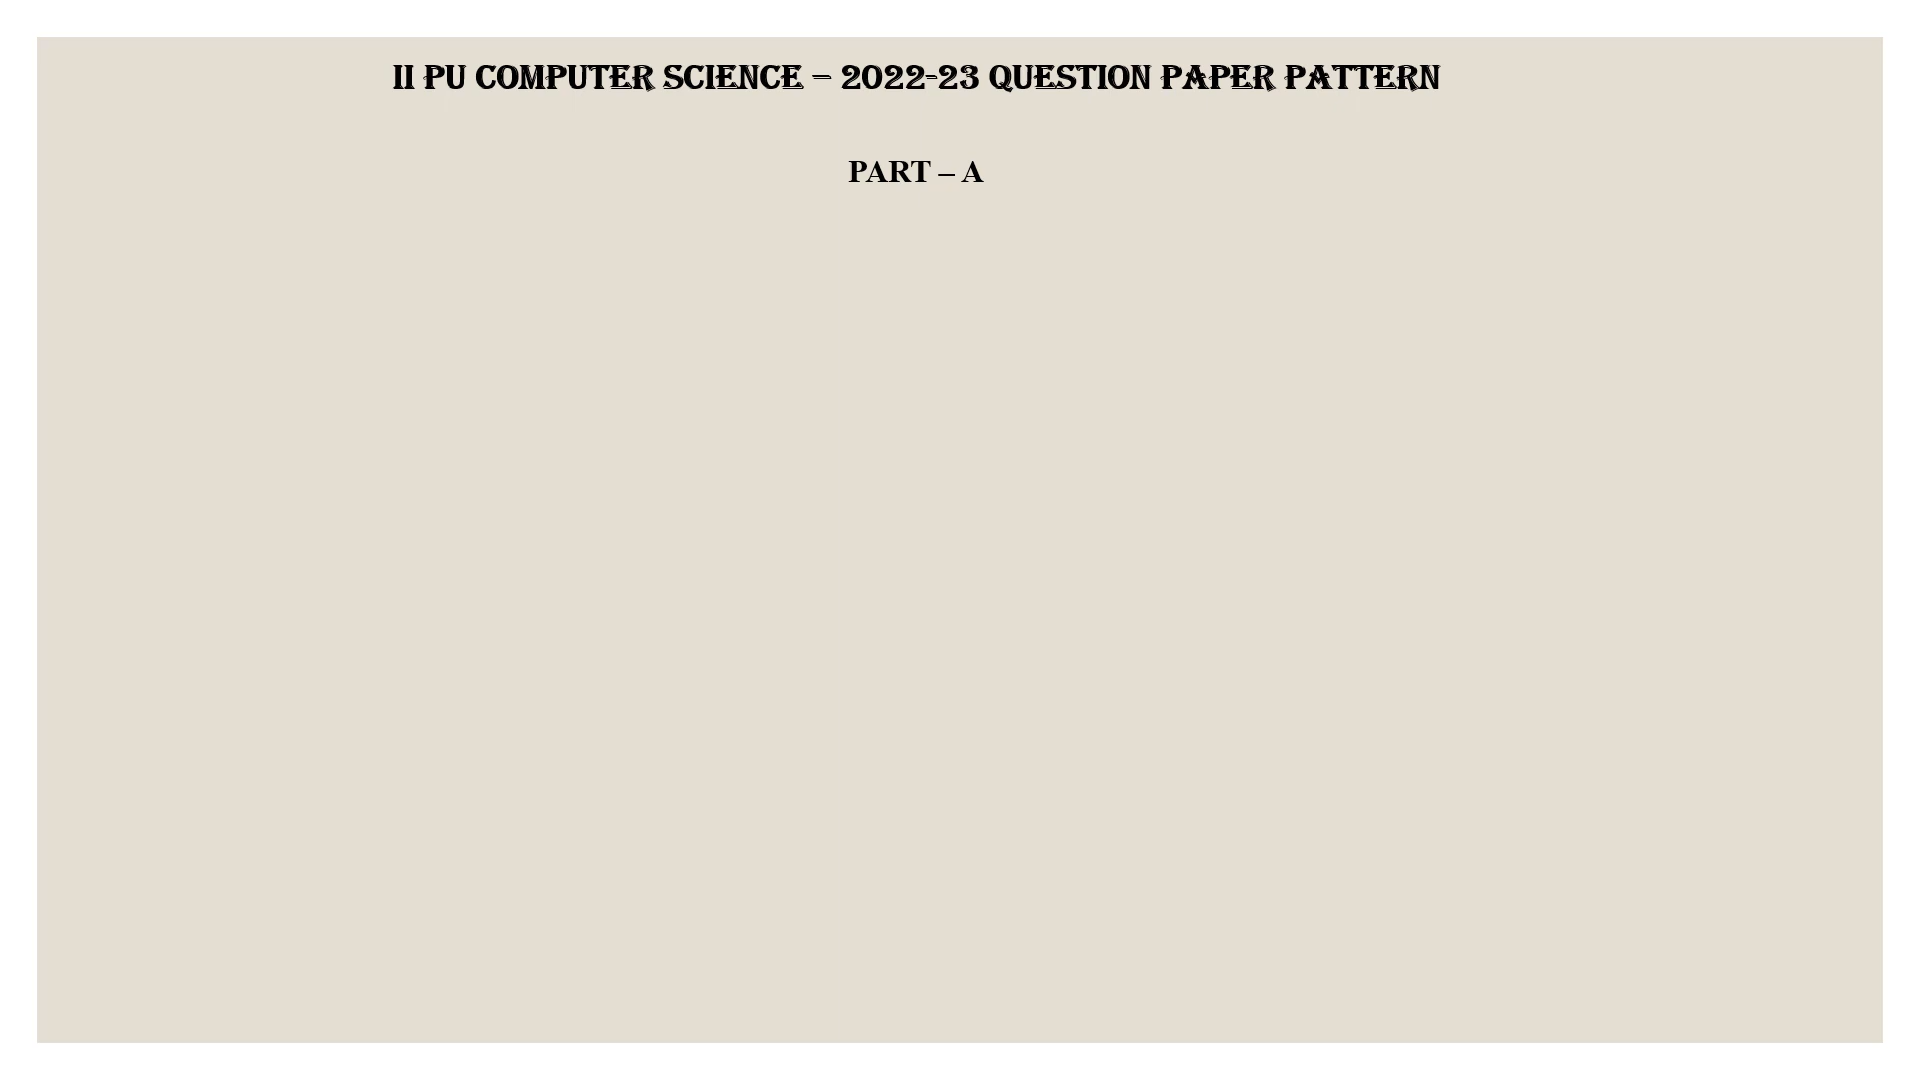 II PU COMPUTER SCIENCE – 2022-23 QUESTION PAPER PATTERN
PART – A